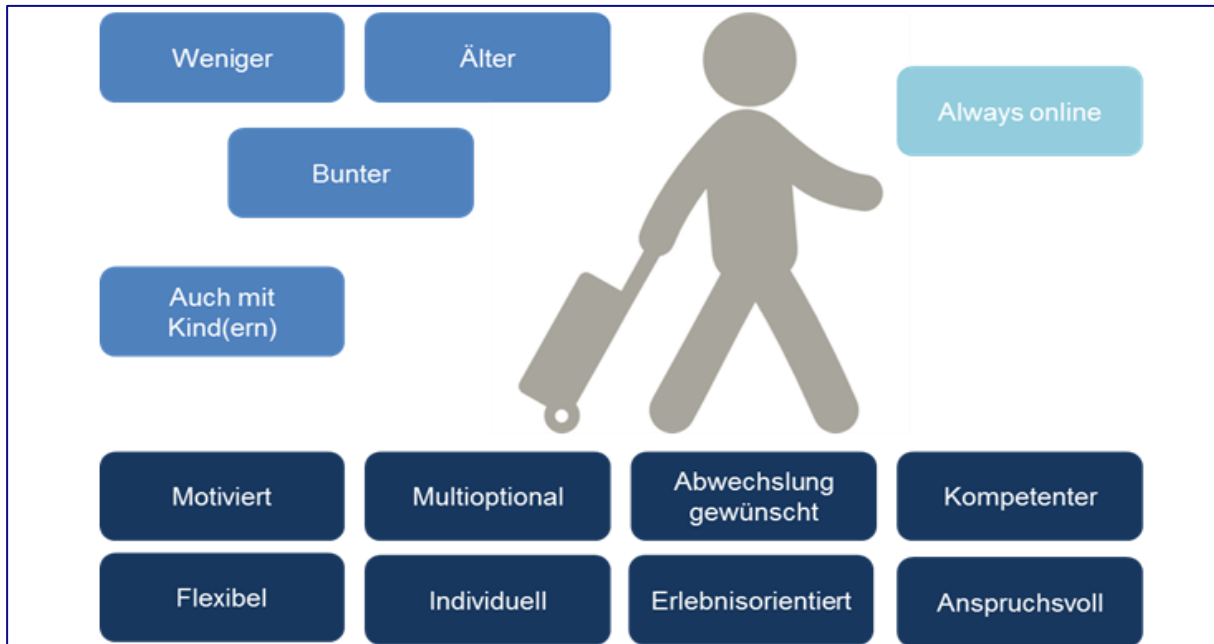 Weniger
Älter
Always online
Bunter
Auch mit
Kind(ern)
Motiviert
Multioptional
Abwechslung
gewünscht
Kompetenter
Flexibel
Individuell
Erlebnisorientiert
Anspruchsvoll